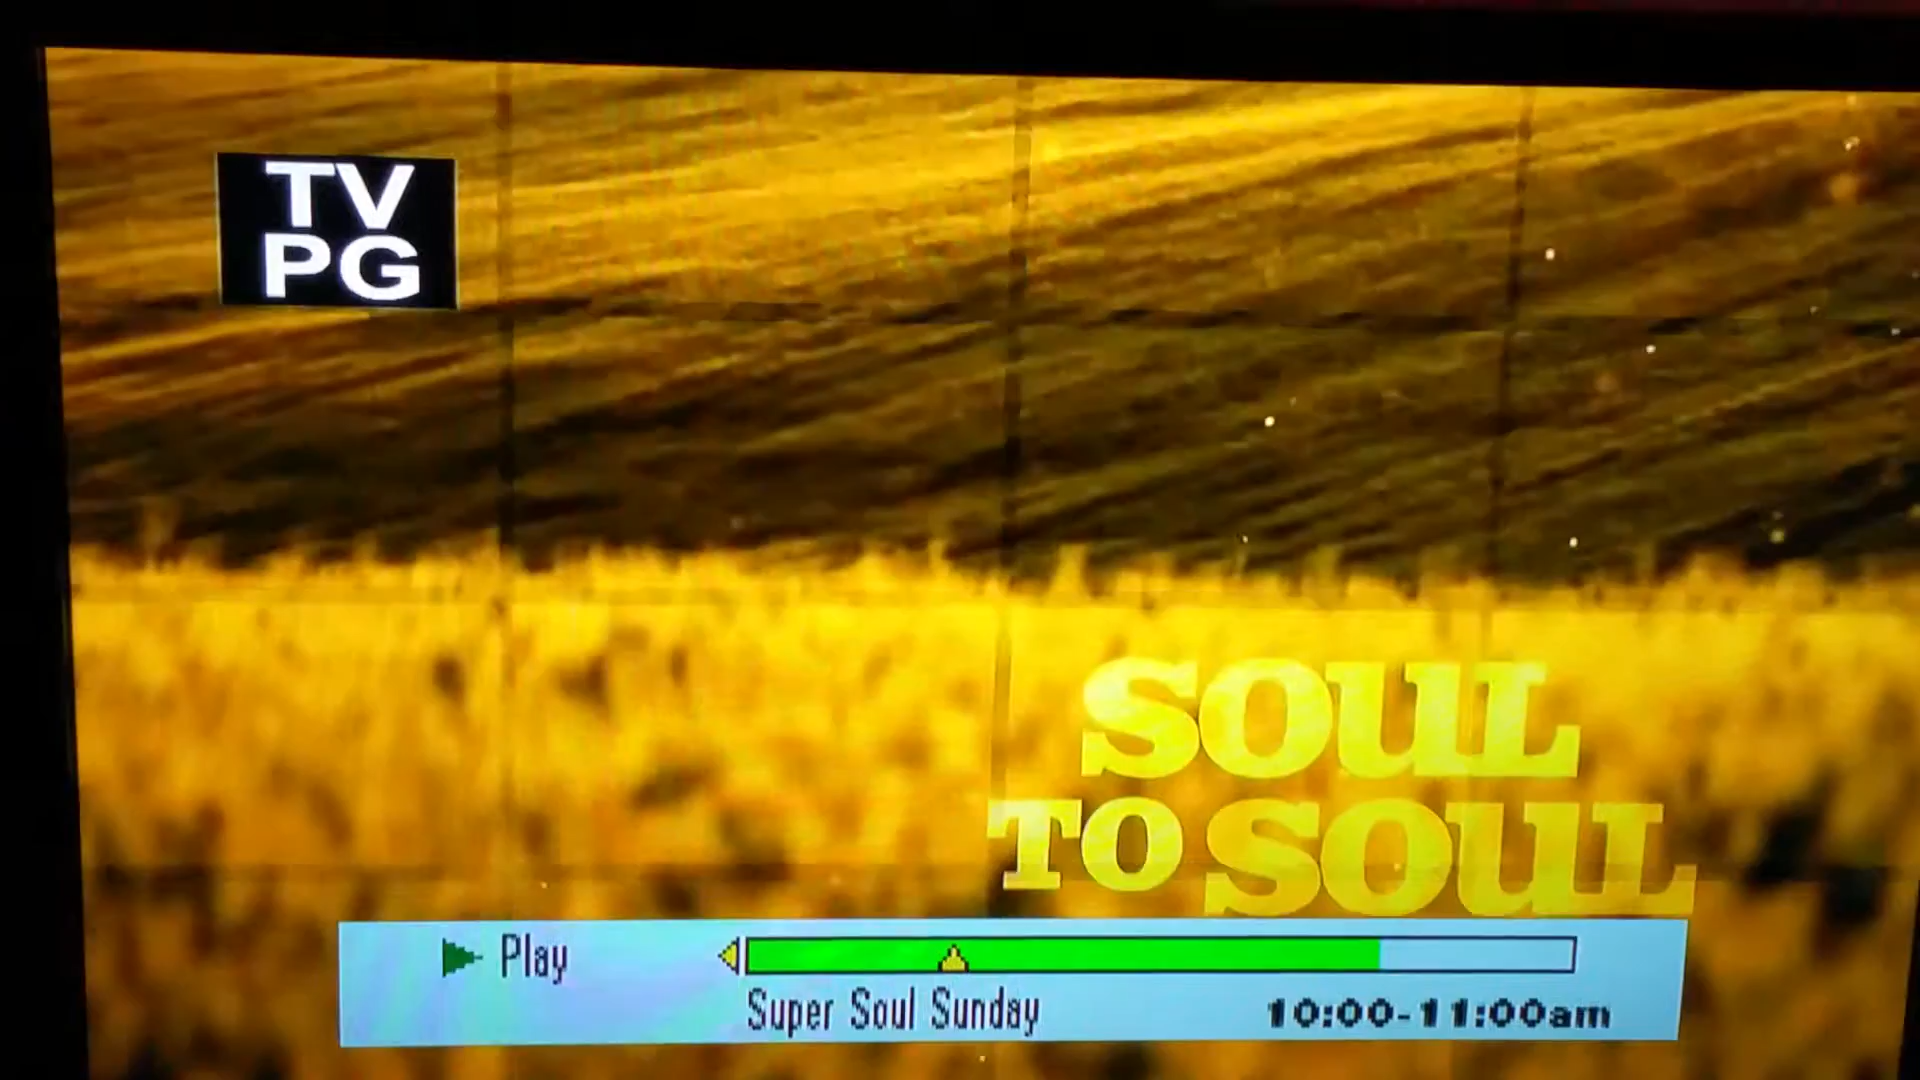 TV
PG
SOUL
TO SOUL
Play
Super Soul Sunday
10:00-11:00am